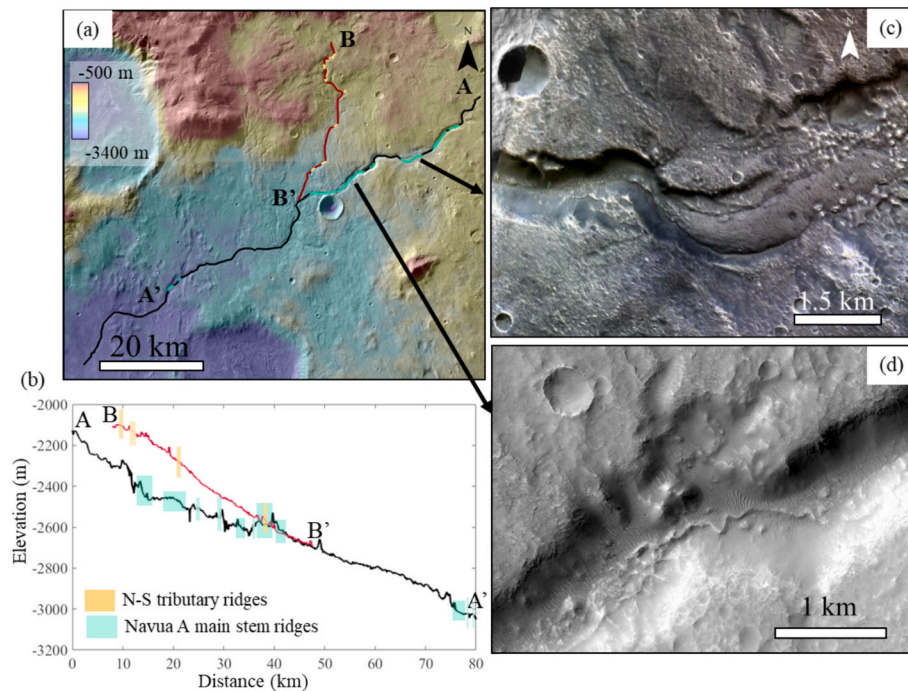 (a)
-500 m
-3400 m
B
N
A
B'
A'
20 km
(c)
N
1.5 km
(b)
-2000
-2200
-2400
-2600
-2800
-3000
-3200
Elevation (m)
A
B
B'
A'
N-S tributary ridges
Navua A main stem ridges
0 10 20 30 40 50 60 70 80
Distance (km)
(d)
1 km